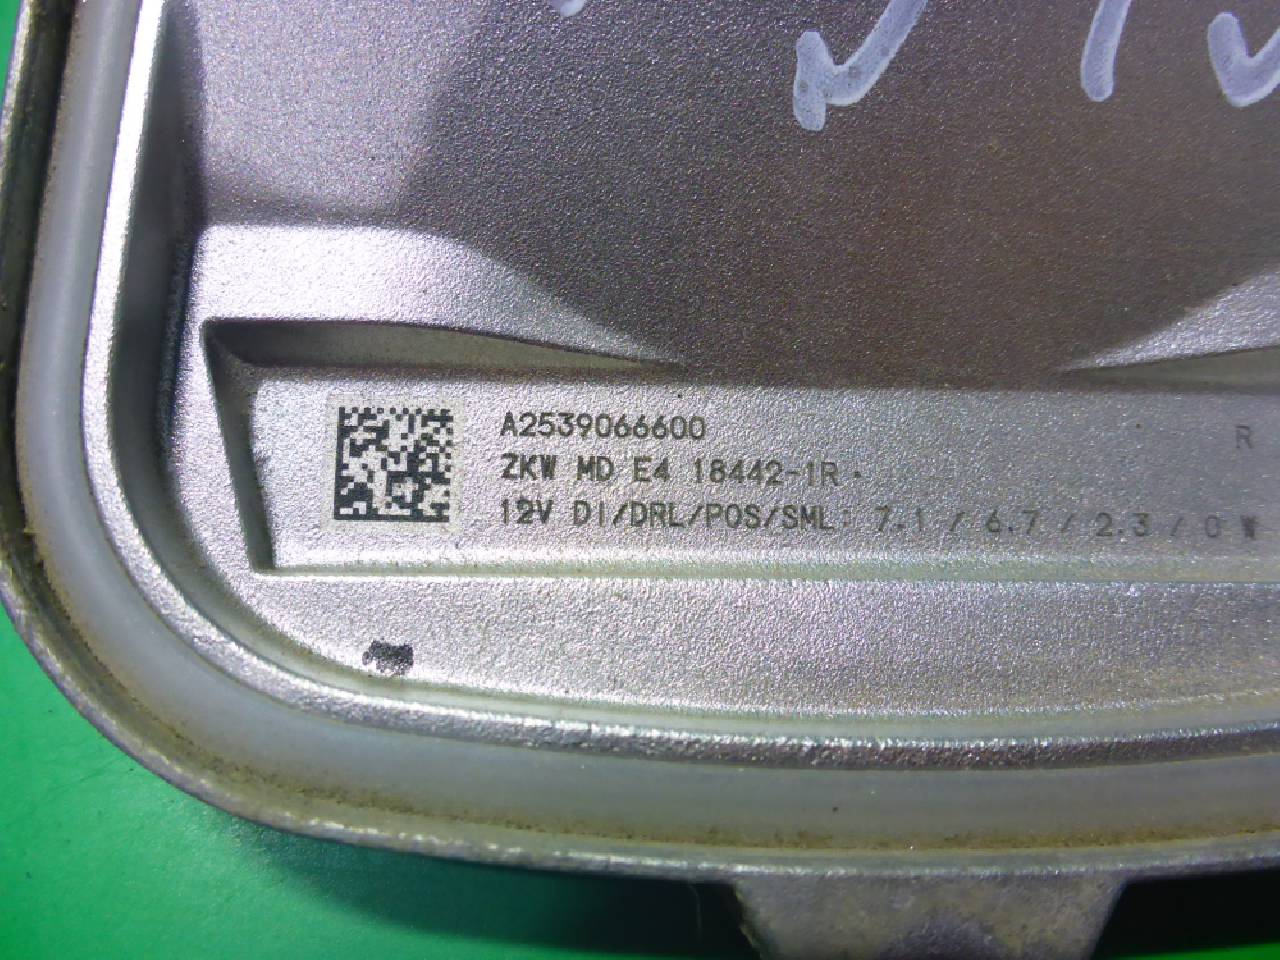 A2539066600
R
ZKW MD E4 18442-1R
12V DI/DRL/POS/SML: 7.1 / 6.7 / 2.3 / 0 W